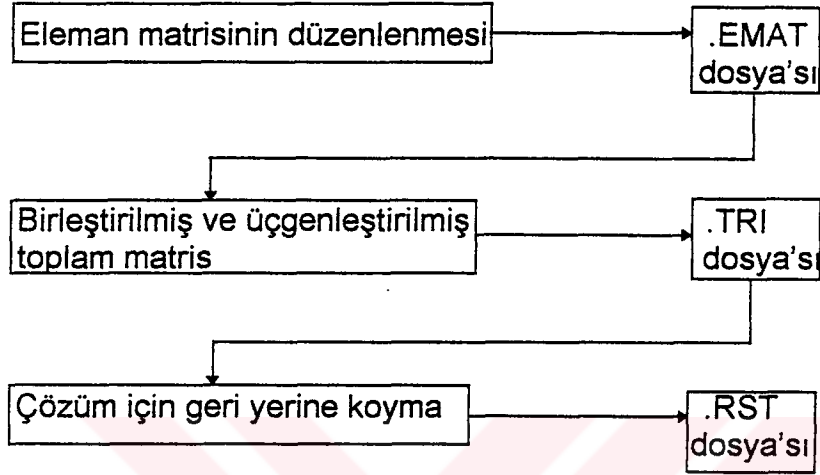 Eleman matrisinin düzenlenmesi
.EMAT
dosya'sı
Birleştirilmiş ve üçgenleştirilmiş
toplam matris
.TRI
dosya'sı
Çözüm için geri yerine koyma
.RST
dosya'sı